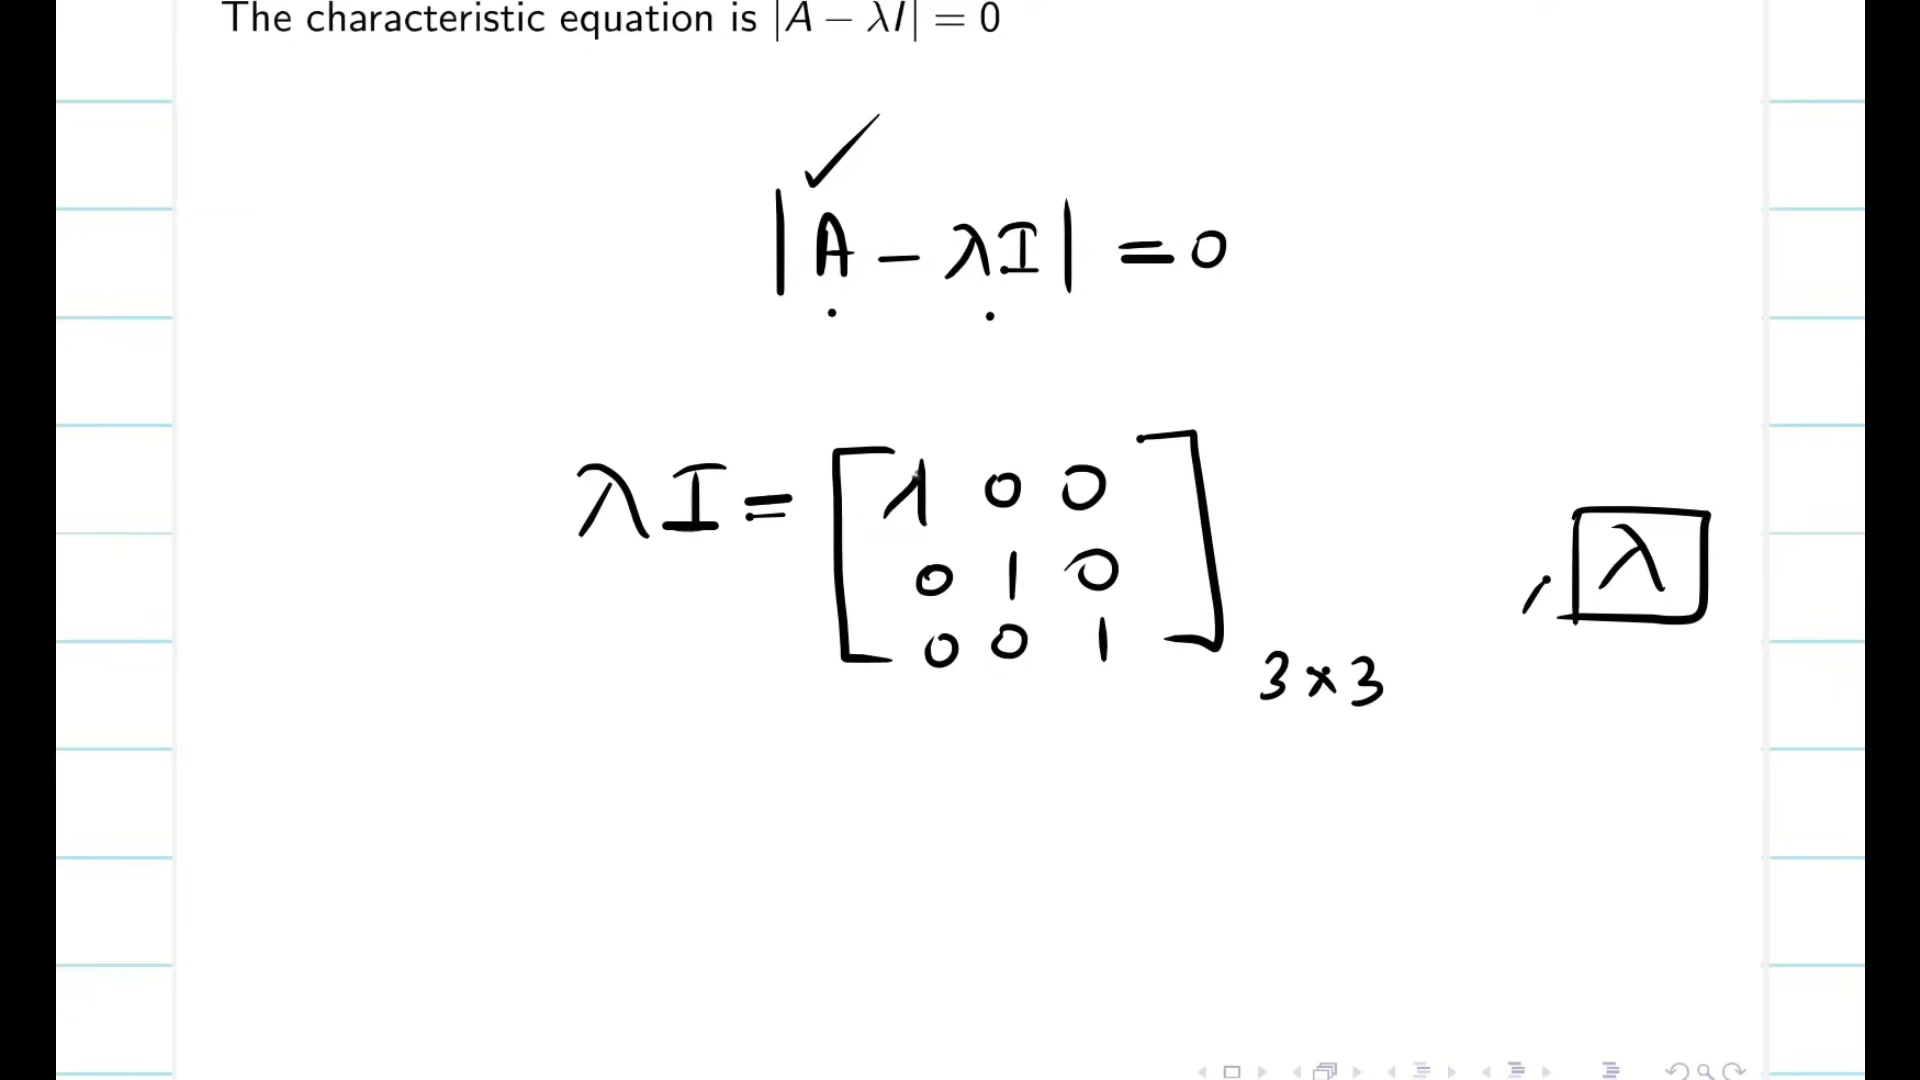 The characteristic equation is |A − λI| = 0
|A − λI| = 0
λI = [λ 0 0
0 1 0
0 0 1] 3×3
, λ